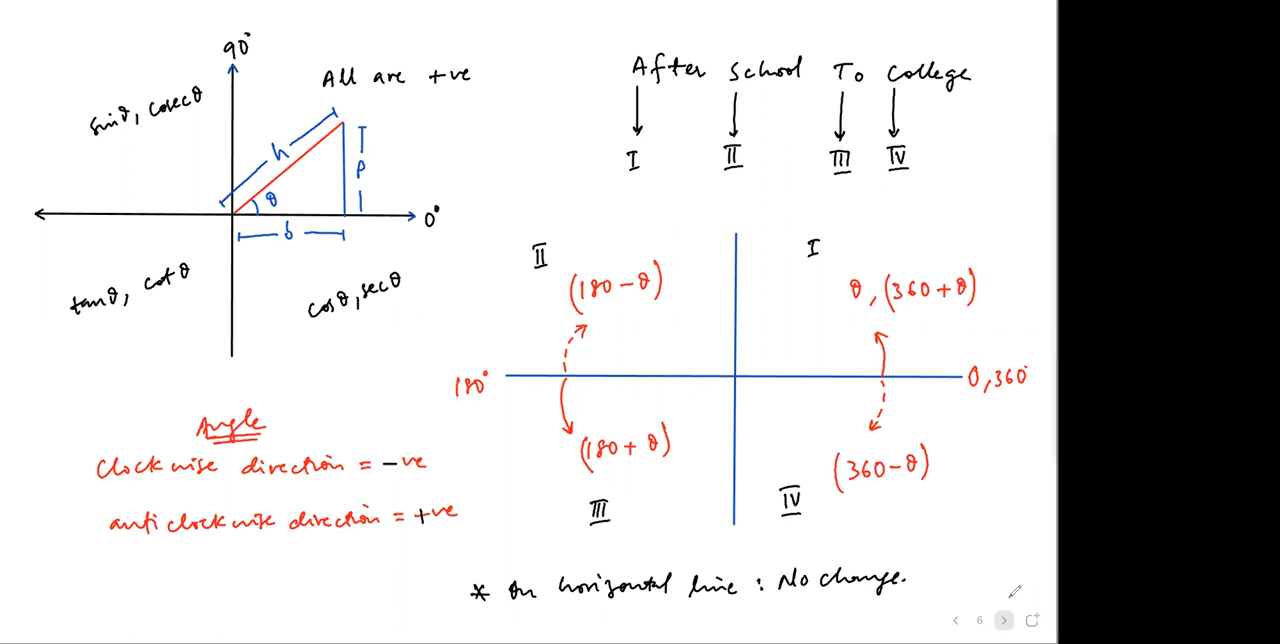 90°
All are +ve
sinθ, cosecθ
h
P
θ
b
0°
tanθ, cotθ
cosθ, secθ
After School To College
I II III IV
II
I
(180-θ)
θ, (360+θ)
180°
0, 360°
(180+θ)
(360-θ)
III
IV
Angle
Clockwise direction = -ve
anticlockwise direction = +ve
* On horizontal line : No change.
6